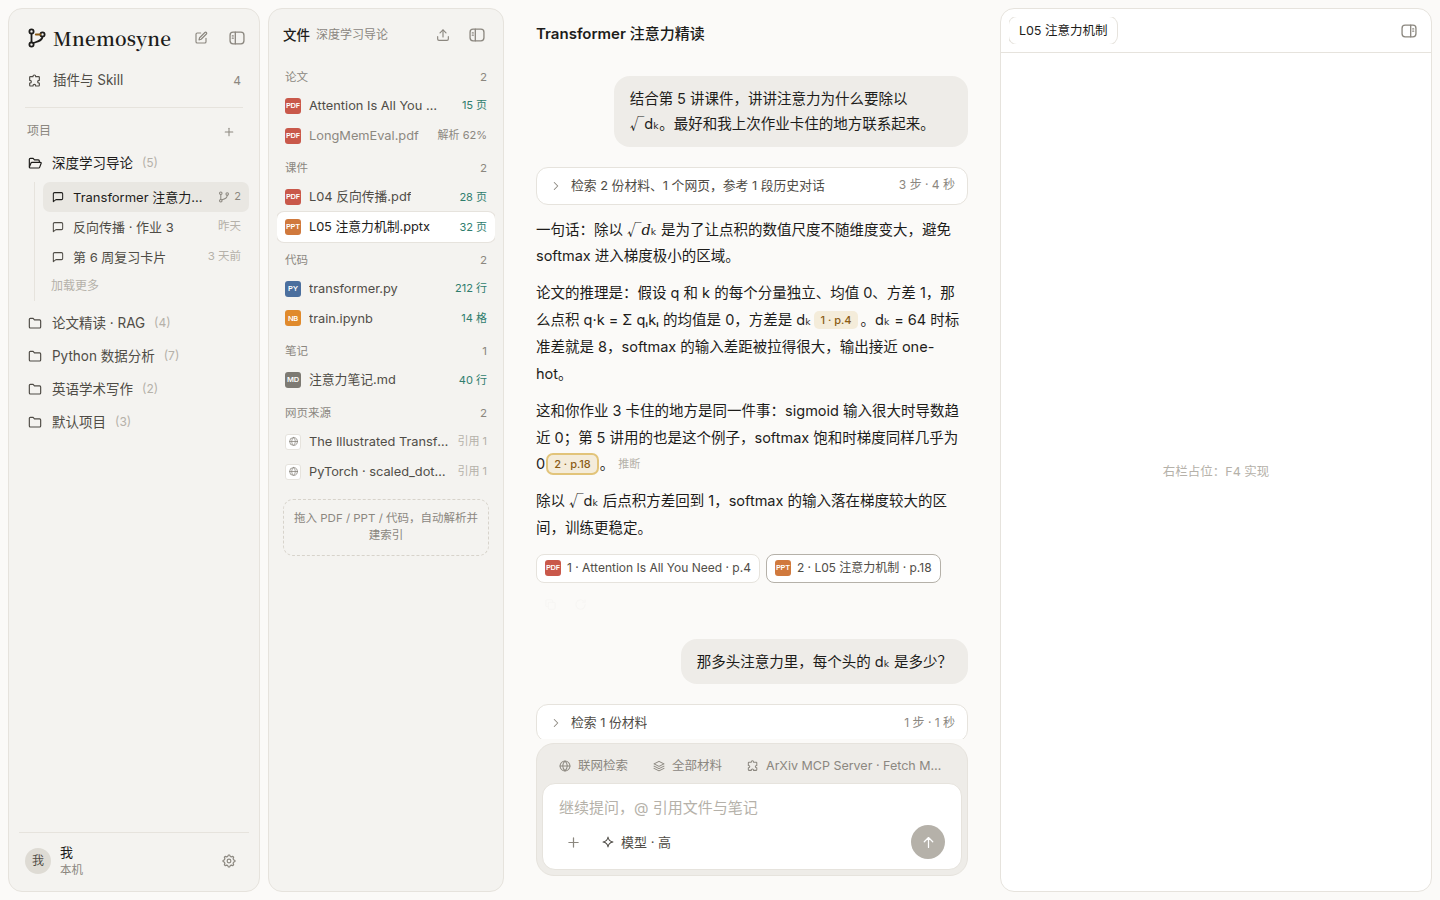 Mnemosyne
插件与 Skill 4
项目
深度学习导论 (5)
Transformer 注意力... 2
反向传播 · 作业 3 昨天
第 6 周复习卡片 3 天前
加载更多
论文精读 · RAG (4)
Python 数据分析 (7)
英语学术写作 (2)
默认项目 (3)
我 我
本机
文件 深度学习导论
论文 2
PDF Attention Is All You ... 15 页
PDF LongMemEval.pdf 解析 62%
课件 2
PDF L04 反向传播.pdf 28 页
PPT L05 注意力机制.pptx 32 页
代码 2
PY transformer.py 212 行
NB train.ipynb 14 格
笔记 1
MD 注意力笔记.md 40 行
网页来源 2
The Illustrated Transf... 引用 1
PyTorch · scaled_dot... 引用 1
拖入 PDF / PPT / 代码，自动解析并
建索引
Transformer 注意力精读
结合第 5 讲课件，讲讲注意力为什么要除以
√dₖ。最好和我上次作业卡住的地方联系起来。
检索 2 份材料、1 个网页，参考 1 段历史对话 3 步 · 4 秒
一句话：除以 √dₖ 是为了让点积的数值尺度不随维度变大，避免
softmax 进入梯度极小的区域。
论文的推理是：假设 q 和 k 的每个分量独立、均值 0、方差 1，那
么点积 q·k = Σ qᵢkᵢ 的均值是 0，方差是 dₖ 1 · p.4 。dₖ = 64 时标
准差就是 8，softmax 的输入差距被拉得很大，输出接近 one-
hot。
这和你作业 3 卡住的地方是同一件事：sigmoid 输入很大时导数趋
近 0；第 5 讲用的也是这个例子，softmax 饱和时梯度同样几乎为
0 2 · p.18 。 推断
除以 √dₖ 后点积方差回到 1，softmax 的输入落在梯度较大的区
间，训练更稳定。
PDF 1 · Attention Is All You Need · p.4 PPT 2 · L05 注意力机制 · p.18
那多头注意力里，每个头的 dₖ 是多少？
检索 1 份材料 1 步 · 1 秒
联网检索 全部材料 ArXiv MCP Server · Fetch M...
继续提问，@ 引用文件与笔记
模型 · 高
L05 注意力机制
右栏占位：F4 实现